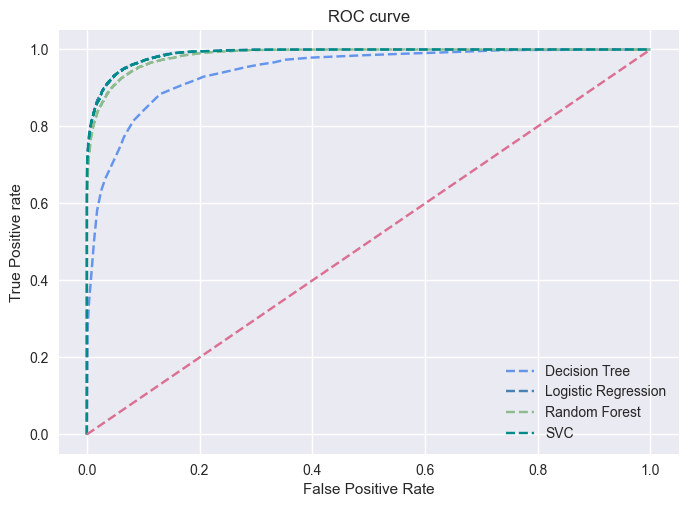 ROC curve
True Positive rate
1.0
0.8
0.6
0.4
0.2
0.0
0.0 0.2 0.4 0.6 0.8 1.0
False Positive Rate
Decision Tree
Logistic Regression
Random Forest
SVC